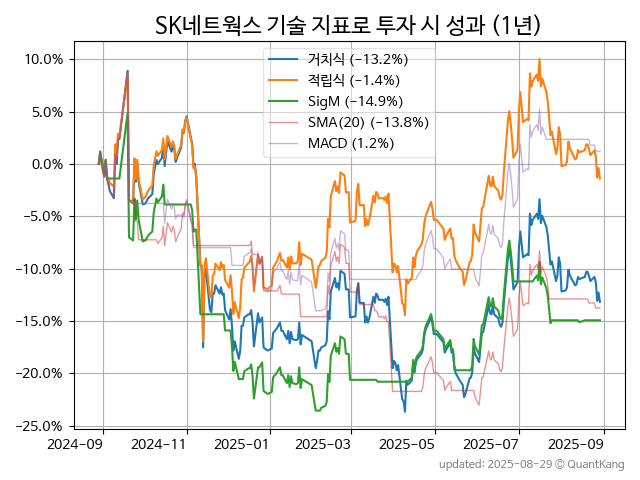 SK네트웍스 기술 지표로 투자 시 성과 (1년)
거치식 (-13.2%)
적립식 (-1.4%)
SigM (-14.9%)
SMA(20) (-13.8%)
MACD (1.2%)
10.0%
5.0%
0.0%
-5.0%
-10.0%
-15.0%
-20.0%
-25.0%
2024-09 2024-11 2025-01 2025-03 2025-05 2025-07 2025-09
updated: 2025-08-29 © QuantKang